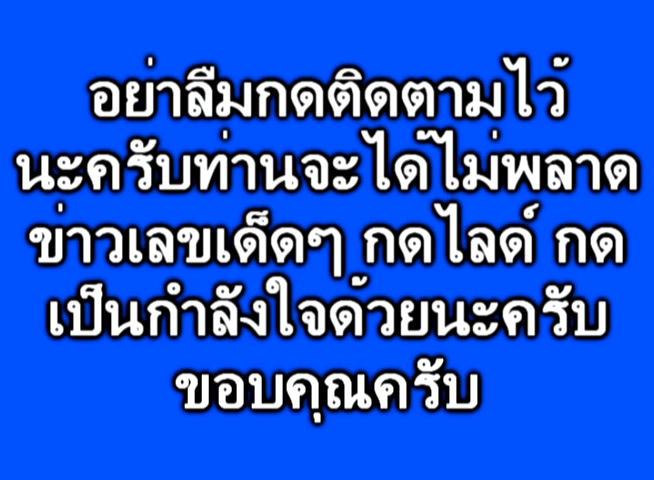 อย่าลืมกดติดตามไว้
นะครับท่านจะได้ไม่พลาด
ข่าวเลขเด็ดๆ กดไลด์ กด
เป็นกำลังใจด้วยนะครับ
ขอบคุณครับ